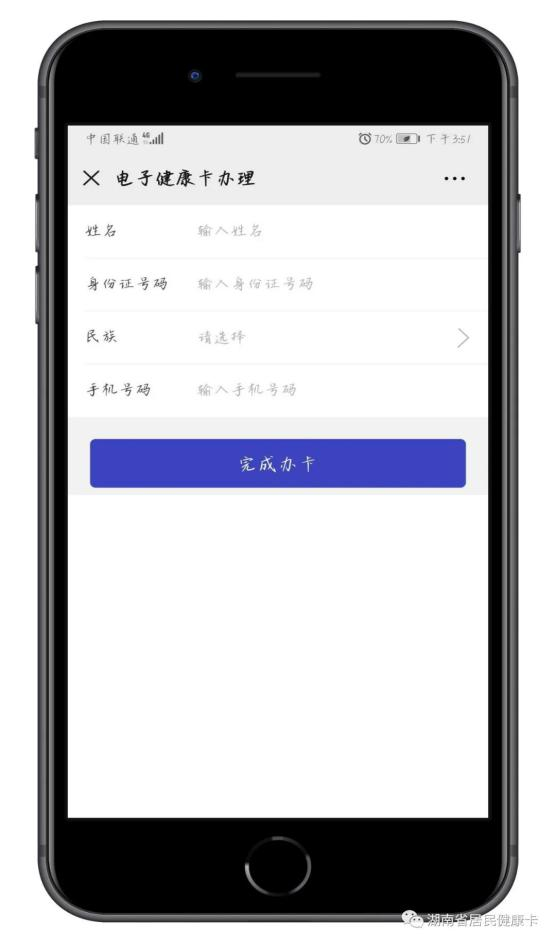 中国联通 4G 70% 下午3:51
电子健康卡办理
姓名 输入姓名
身份证号码 输入身份证号码
民族 请选择
手机号码 输入手机号码
完成办卡
湖南省居民健康卡